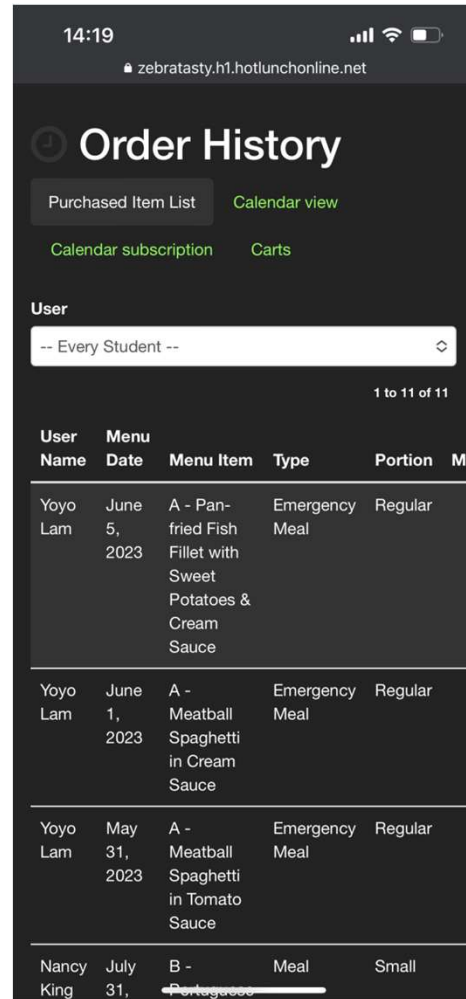 14:19
zebratasty.h1.hotlunchonline.net
Order History
Purchased Item List Calendar view
Calendar subscription Carts
User
-- Every Student --
1 to 11 of 11
User Name Menu Date Menu Item Type Portion M
Yoyo Emergency Regular
Lam June 5, 2023 A - Pan-fried Fish Fillet with Sweet Potatoes & Cream Sauce Meal
Yoyo Lam June 1, 2023 A - Meatball Spaghetti in Cream Sauce Emergency Meal Regular
Yoyo Lam May 31, 2023 A - Meatball Spaghetti in Tomato Sauce Emergency Meal Regular
Nancy King July 31, B - Portuguese Meal Small